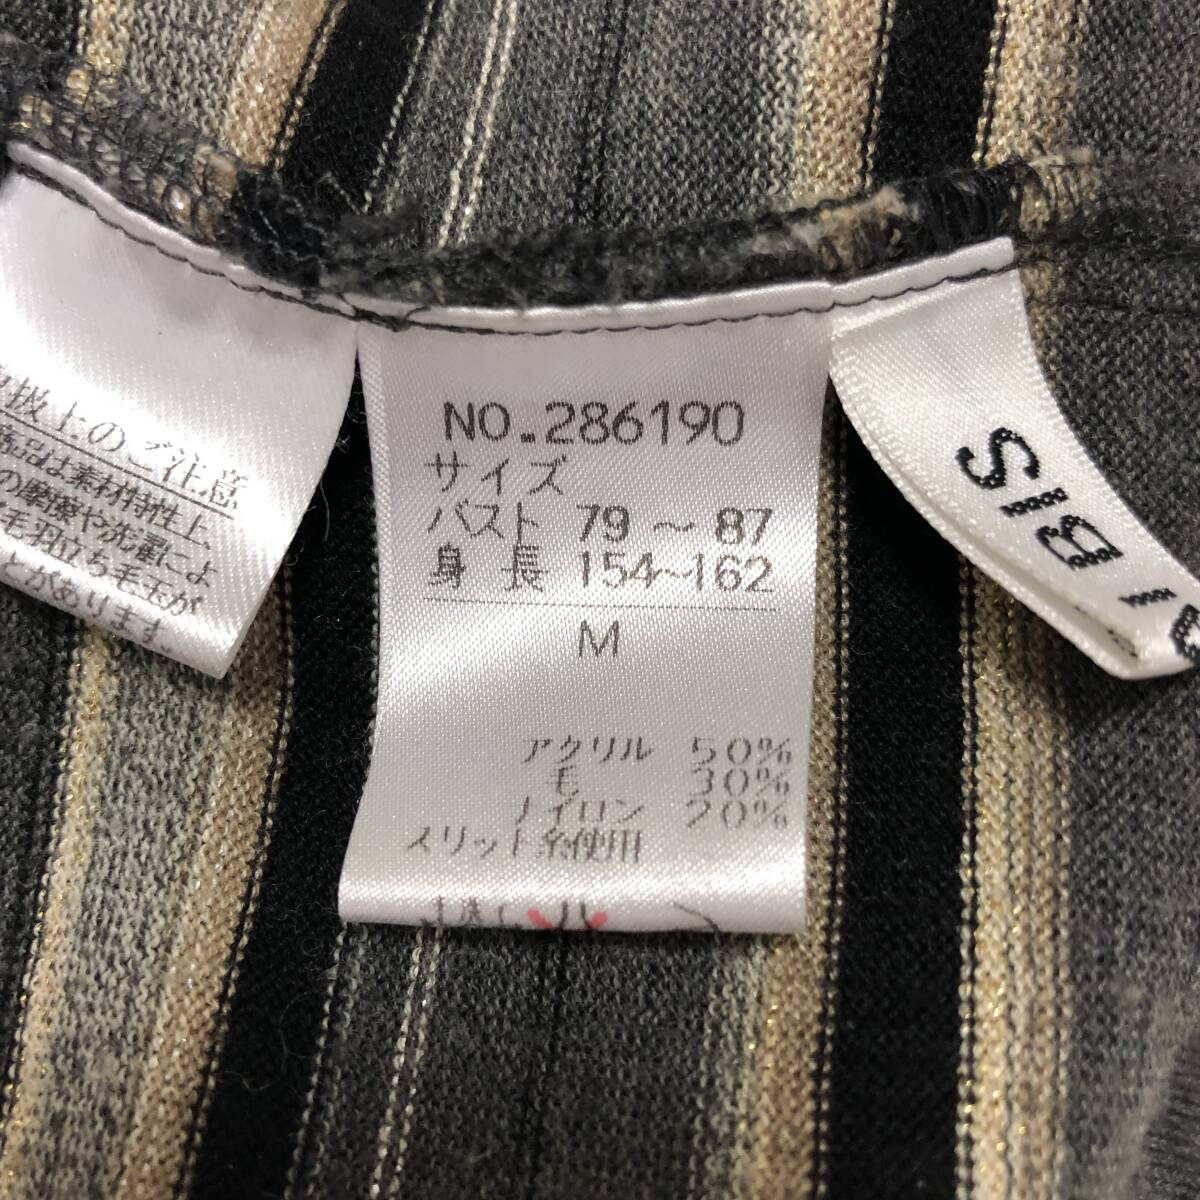 扱上のご注意
商品は素材特性上、
の摩擦や洗濯によ
毛羽立ち毛玉が
とがあります。
NO.286190
サイズ
バスト 79～87
身長 154～162
M
アクリル 50%
毛 30%
ナイロン 20%
スリット糸使用
SIBI